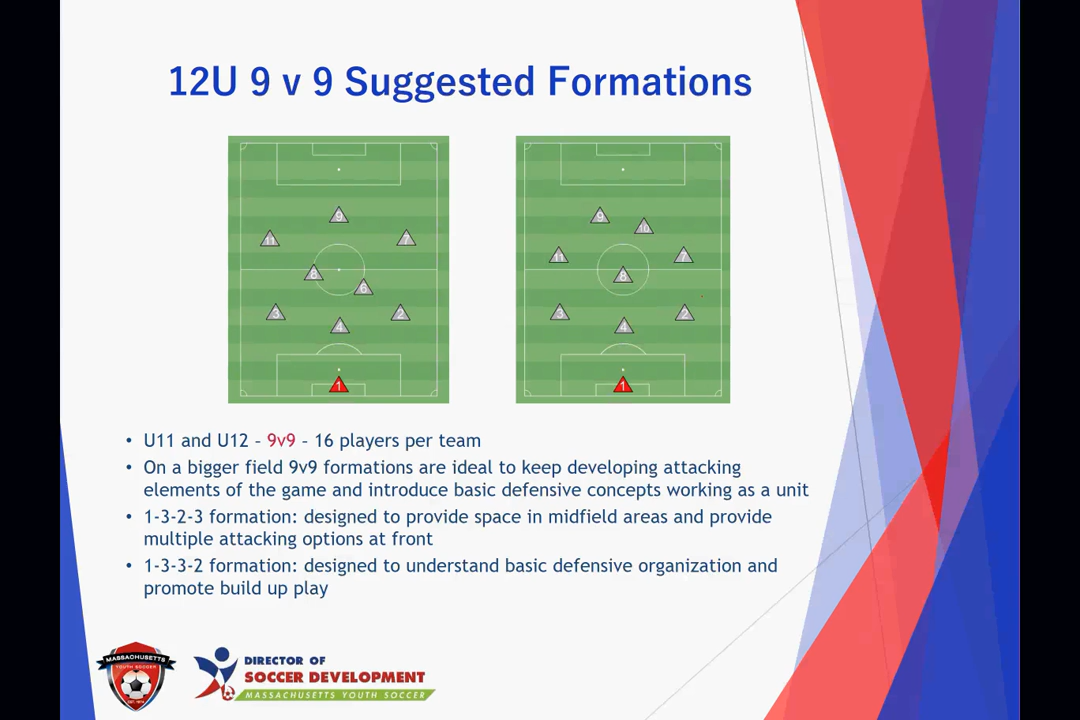 12U 9 v 9 Suggested Formations
9
11
7
8
6
3
2
4
1
9
10
11
7
8
3
2
4
1
• U11 and U12 – 9v9 – 16 players per team
• On a bigger field 9v9 formations are ideal to keep developing attacking
elements of the game and introduce basic defensive concepts working as a unit
• 1-3-2-3 formation: designed to provide space in midfield areas and provide
multiple attacking options at front
• 1-3-3-2 formation: designed to understand basic defensive organization and
promote build up play
MASSACHUSETTS
YOUTH SOCCER
EST. 1974
DIRECTOR OF
SOCCER DEVELOPMENT
MASSACHUSETTS YOUTH SOCCER